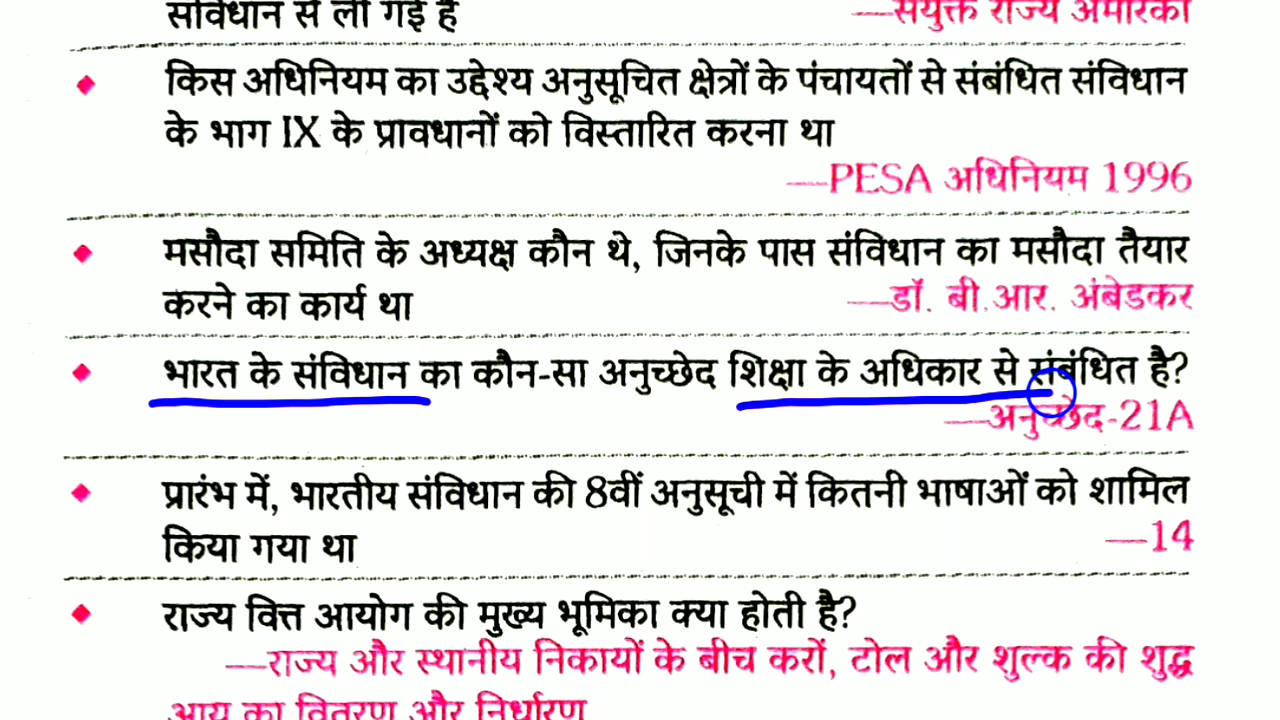 संविधान से ली गई है —संयुक्त राज्य अमेरिका
किस अधिनियम का उद्देश्य अनुसूचित क्षेत्रों के पंचायतों से संबंधित संविधान
के भाग IX के प्रावधानों को विस्तारित करना था
—PESA अधिनियम 1996
मसौदा समिति के अध्यक्ष कौन थे, जिनके पास संविधान का मसौदा तैयार
करने का कार्य था —डॉ. बी.आर. अंबेडकर
भारत के संविधान का कौन-सा अनुच्छेद शिक्षा के अधिकार से संबंधित है?
—अनुच्छेद-21A
प्रारंभ में, भारतीय संविधान की 8वीं अनुसूची में कितनी भाषाओं को शामिल
किया गया था —14
राज्य वित्त आयोग की मुख्य भूमिका क्या होती है?
—राज्य और स्थानीय निकायों के बीच करों, टोल और शुल्क की शुद्ध
आय का वितरण और निर्धारण